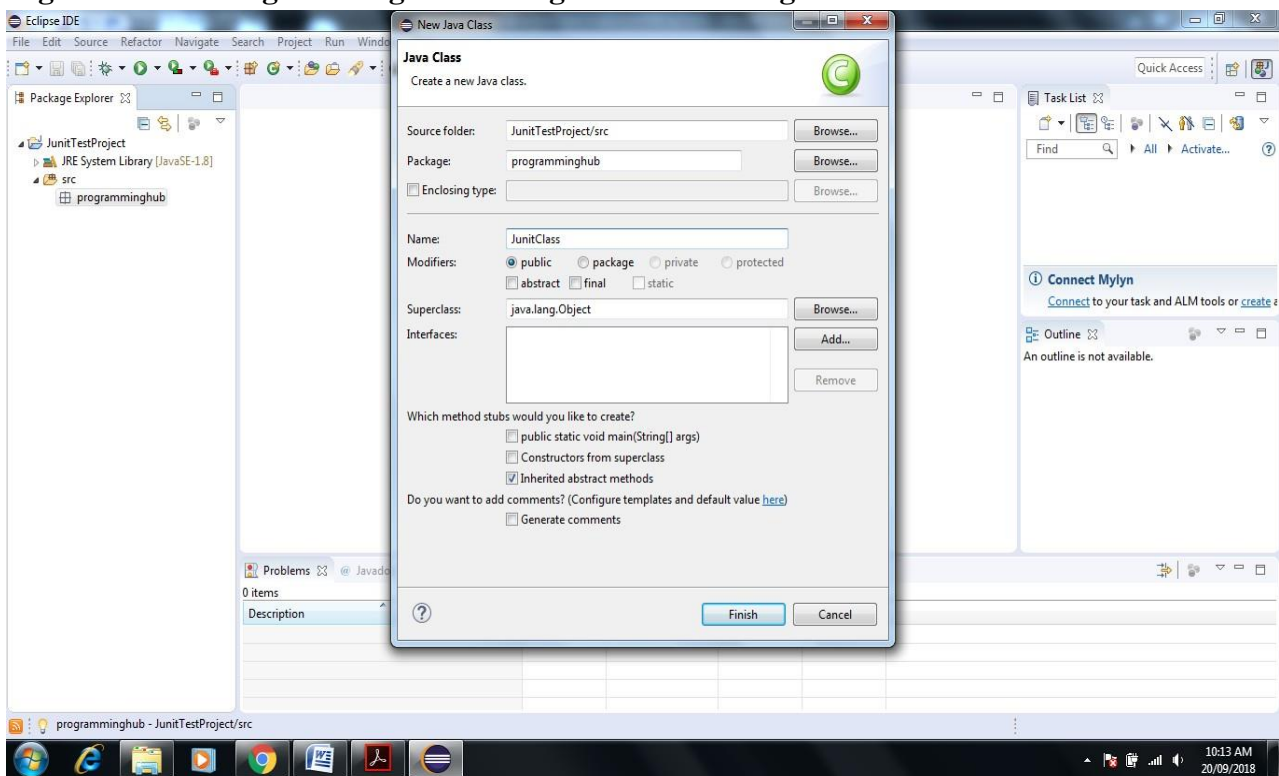 Eclipse IDE
File Edit Source Refactor Navigate Search Project Run
Quick Access
Package Explorer
JunitTestProject
JRE System Library [JavaSE-1.8]
src
programminghub
New Java Class
Java Class
Create a new Java class.
Source folder: JunitTestProject/src Browse...
Package: programminghub Browse...
Enclosing type: Browse...
Name: JunitClass
Modifiers: public package private protected
abstract final static
Superclass: java.lang.Object Browse...
Interfaces: Add...
Remove
Which method stubs would you like to create?
public static void main(String[] args)
Constructors from superclass
Inherited abstract methods
Do you want to add comments? (Configure templates and default value here)
Generate comments
Finish Cancel
Task List
Find All Activate...
Connect Mylyn
Connect to your task and ALM tools or create
Outline
An outline is not available.
Problems @ Javado
0 items
Description
programminghub - JunitTestProject/src
10:13 AM
20/09/2018